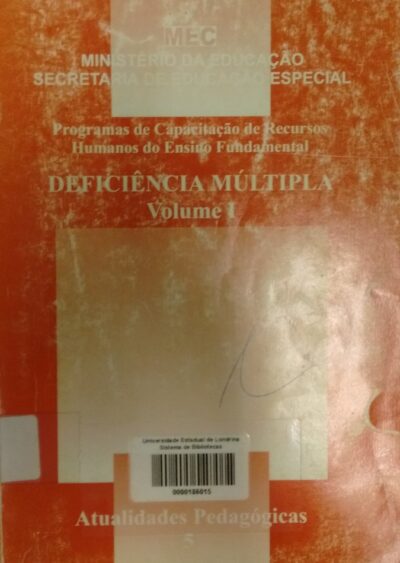 MEC
MINISTÉRIO DA EDUCAÇÃO
SECRETARIA DE EDUCAÇÃO ESPECIAL
Programas de Capacitação de Recursos
Humanos do Ensino Fundamental
DEFICIÊNCIA MÚLTIPLA
Volume I
Universidade Estadual de Londrina
Sistema de Bibliotecas
0000186015
Atualidades Pedagógicas
5